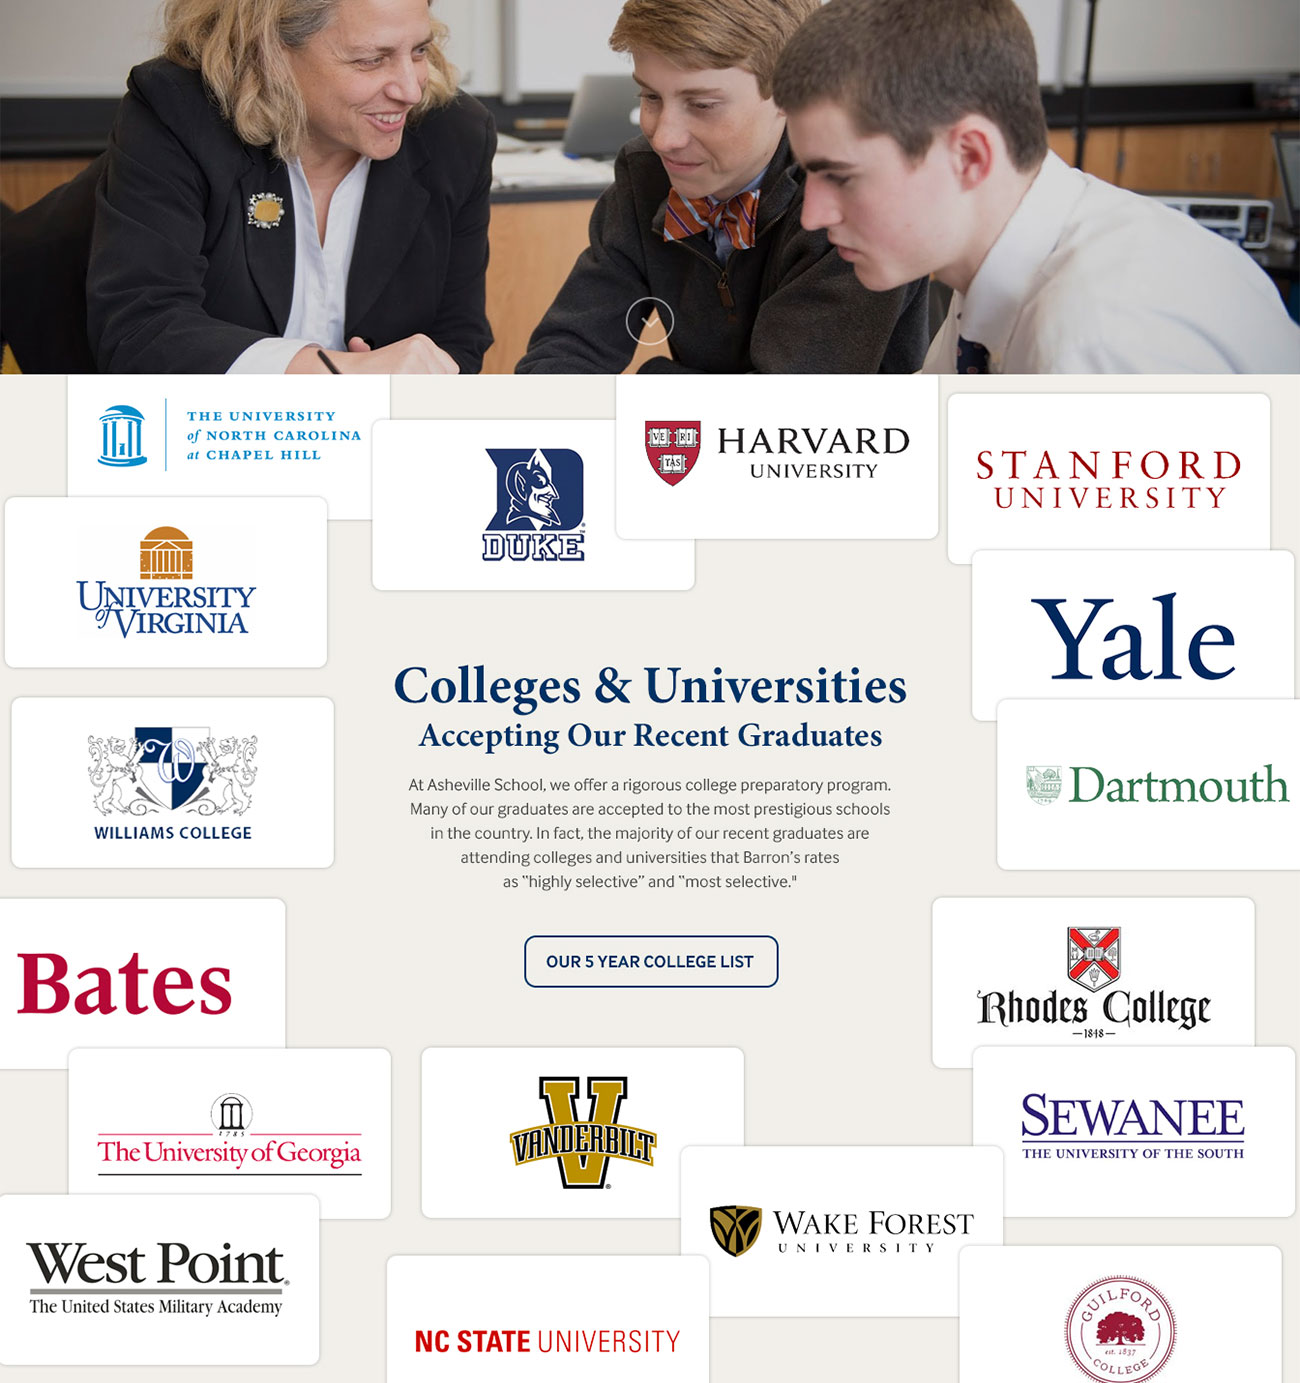 THE UNIVERSITY
of NORTH CAROLINA
at CHAPEL HILL
DUKE
VE RI
TAS
HARVARD
UNIVERSITY
STANFORD
UNIVERSITY
UNIVERSITY
of VIRGINIA
Yale
Colleges & Universities
Accepting Our Recent Graduates
W
WILLIAMS COLLEGE
Dartmouth
At Asheville School, we offer a rigorous college preparatory program.
Many of our graduates are accepted to the most prestigious schools
in the country. In fact, the majority of our recent graduates are
attending colleges and universities that Barron's rates
as “highly selective” and “most selective."
OUR 5 YEAR COLLEGE LIST
Bates
Rhodes College
—1848—
1785
The University of Georgia
V
VANDERBILT
SEWANEE
THE UNIVERSITY OF THE SOUTH
WAKE FOREST
UNIVERSITY
West Point®
The United States Military Academy
NC STATE UNIVERSITY
GUILFORD
est. 1837
COLLEGE